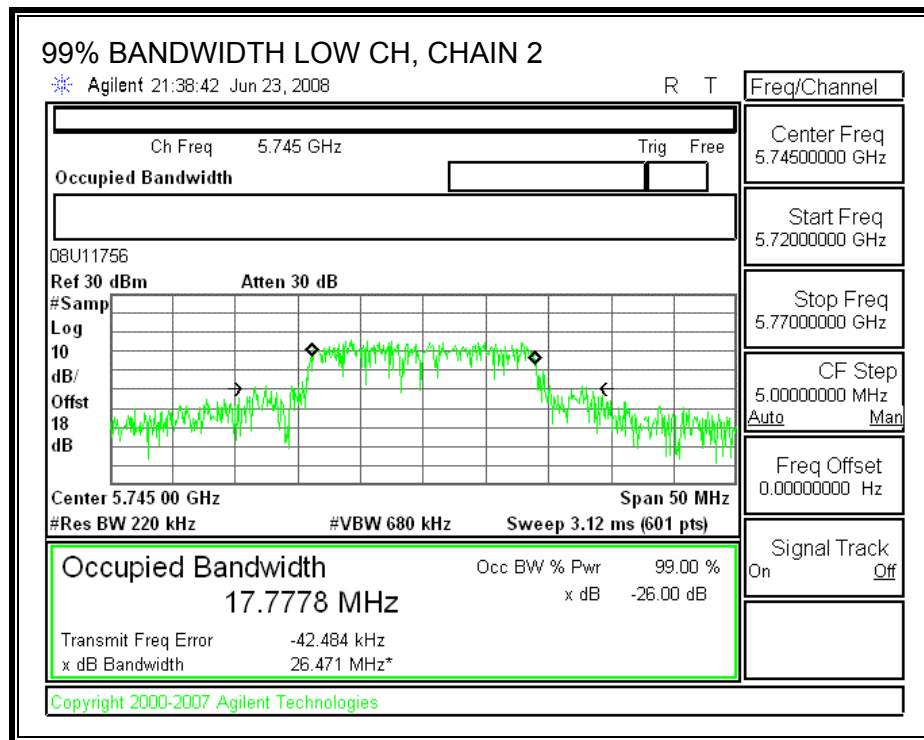 99% BANDWIDTH LOW CH, CHAIN 2
Agilent 21:38:42 Jun 23, 2008 R T
Ch Freq 5.745 GHz Trig Free
Occupied Bandwidth
08U11756
Ref 30 dBm Atten 30 dB
#Samp
Log
10
dB/
Offst
18
dB
Center 5.745 00 GHz Span 50 MHz
#Res BW 220 kHz #VBW 680 kHz Sweep 3.12 ms (601 pts)
Occupied Bandwidth Occ BW % Pwr 99.00 %
17.7778 MHz x dB -26.00 dB
Transmit Freq Error -42.484 kHz
x dB Bandwidth 26.471 MHz*
Copyright 2000-2007 Agilent Technologies
Freq/Channel
Center Freq
5.74500000 GHz
Start Freq
5.72000000 GHz
Stop Freq
5.77000000 GHz
CF Step
5.00000000 MHz
Auto Man
Freq Offset
0.00000000 Hz
Signal Track
On Off